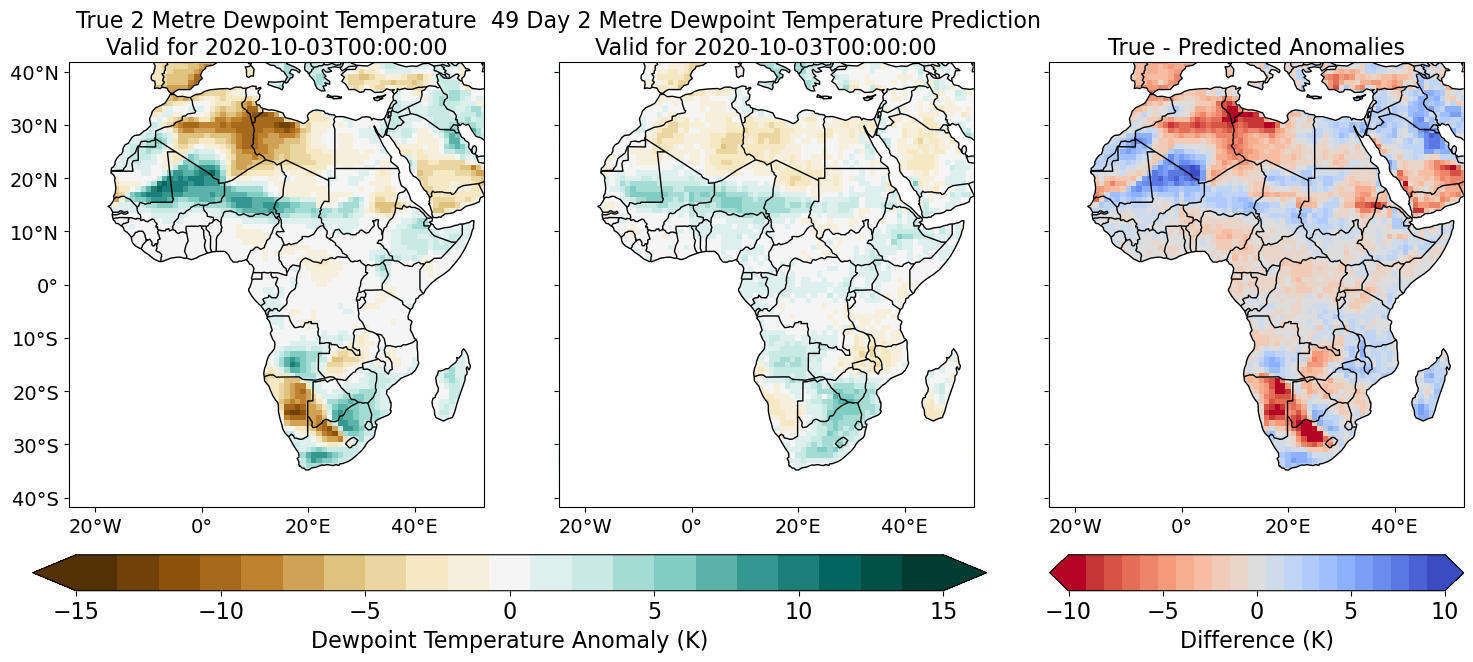 True 2 Metre Dewpoint Temperature
Valid for 2020-10-03T00:00:00
49 Day 2 Metre Dewpoint Temperature Prediction
Valid for 2020-10-03T00:00:00
True - Predicted Anomalies
40°N
30°N
20°N
10°N
0°
10°S
20°S
30°S
40°S
20°W 0° 20°E 40°E
20°W 0° 20°E 40°E
20°W 0° 20°E 40°E
−15 −10 −5 0 5 10 15
Dewpoint Temperature Anomaly (K)
−10 −5 0 5 10
Difference (K)